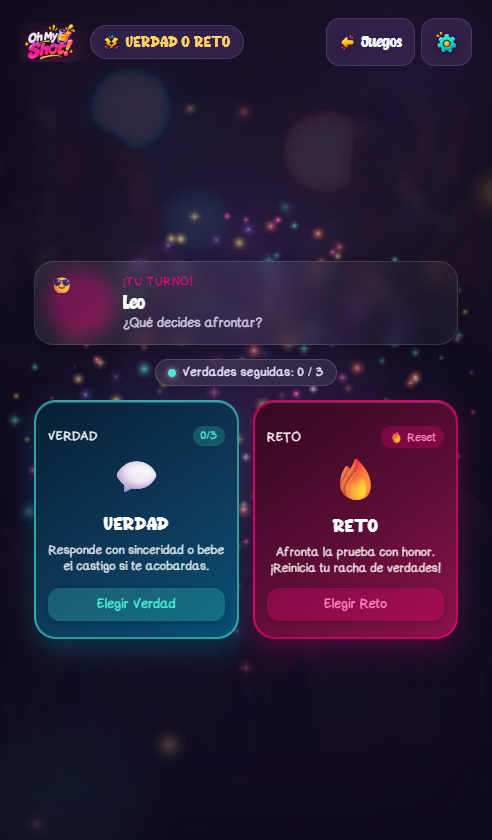 Oh My
Shot!
VERDAD O RETO
Juegos
¡TU TURNO!
Leo
¿Qué decides afrontar?
Verdades seguidas: 0 / 3
VERDAD
0/3
VERDAD
Responde con sinceridad o bebe
el castigo si te acobardas.
Elegir Verdad
RETO
Reset
RETO
Afronta la prueba con honor.
¡Reinicia tu racha de verdades!
Elegir Reto